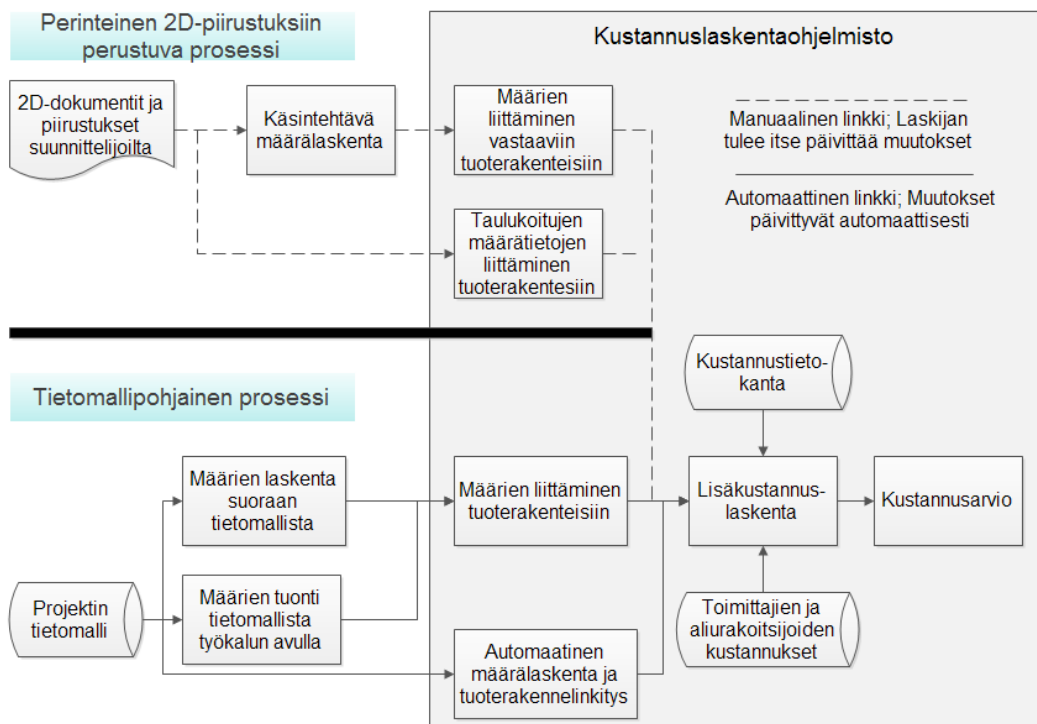 Perinteinen 2D-piirustuksiin
perustuva prosessi
Kustannuslaskentaohjelmisto
2D-dokumentit ja
piirustukset
suunnittelijoilta
Käsintehtävä
määrälaskenta
Määrien
liittäminen
vastaaviin
tuoterakenteisiin
Manuaalinen linkki; Laskijan
tulee itse päivittää muutokset
Automaattinen linkki; Muutokset
päivittyvät automaattisesti
Taulukoitujen
määrätietojen
liittäminen
tuoterakentesiin
Tietomallipohjainen prosessi
Kustannustieto-
kanta
Määrien laskenta
suoraan
tietomallista
Määrien liittäminen
tuoterakenteisiin
Lisäkustannus-
laskenta
Kustannusarvio
Projektin
tietomalli
Määrien tuonti
tietomallista
työkalun avulla
Automaatinen
määrälaskenta ja
tuoterakennelinkitys
Toimittajien ja
aliurakoitsijoiden
kustannukset